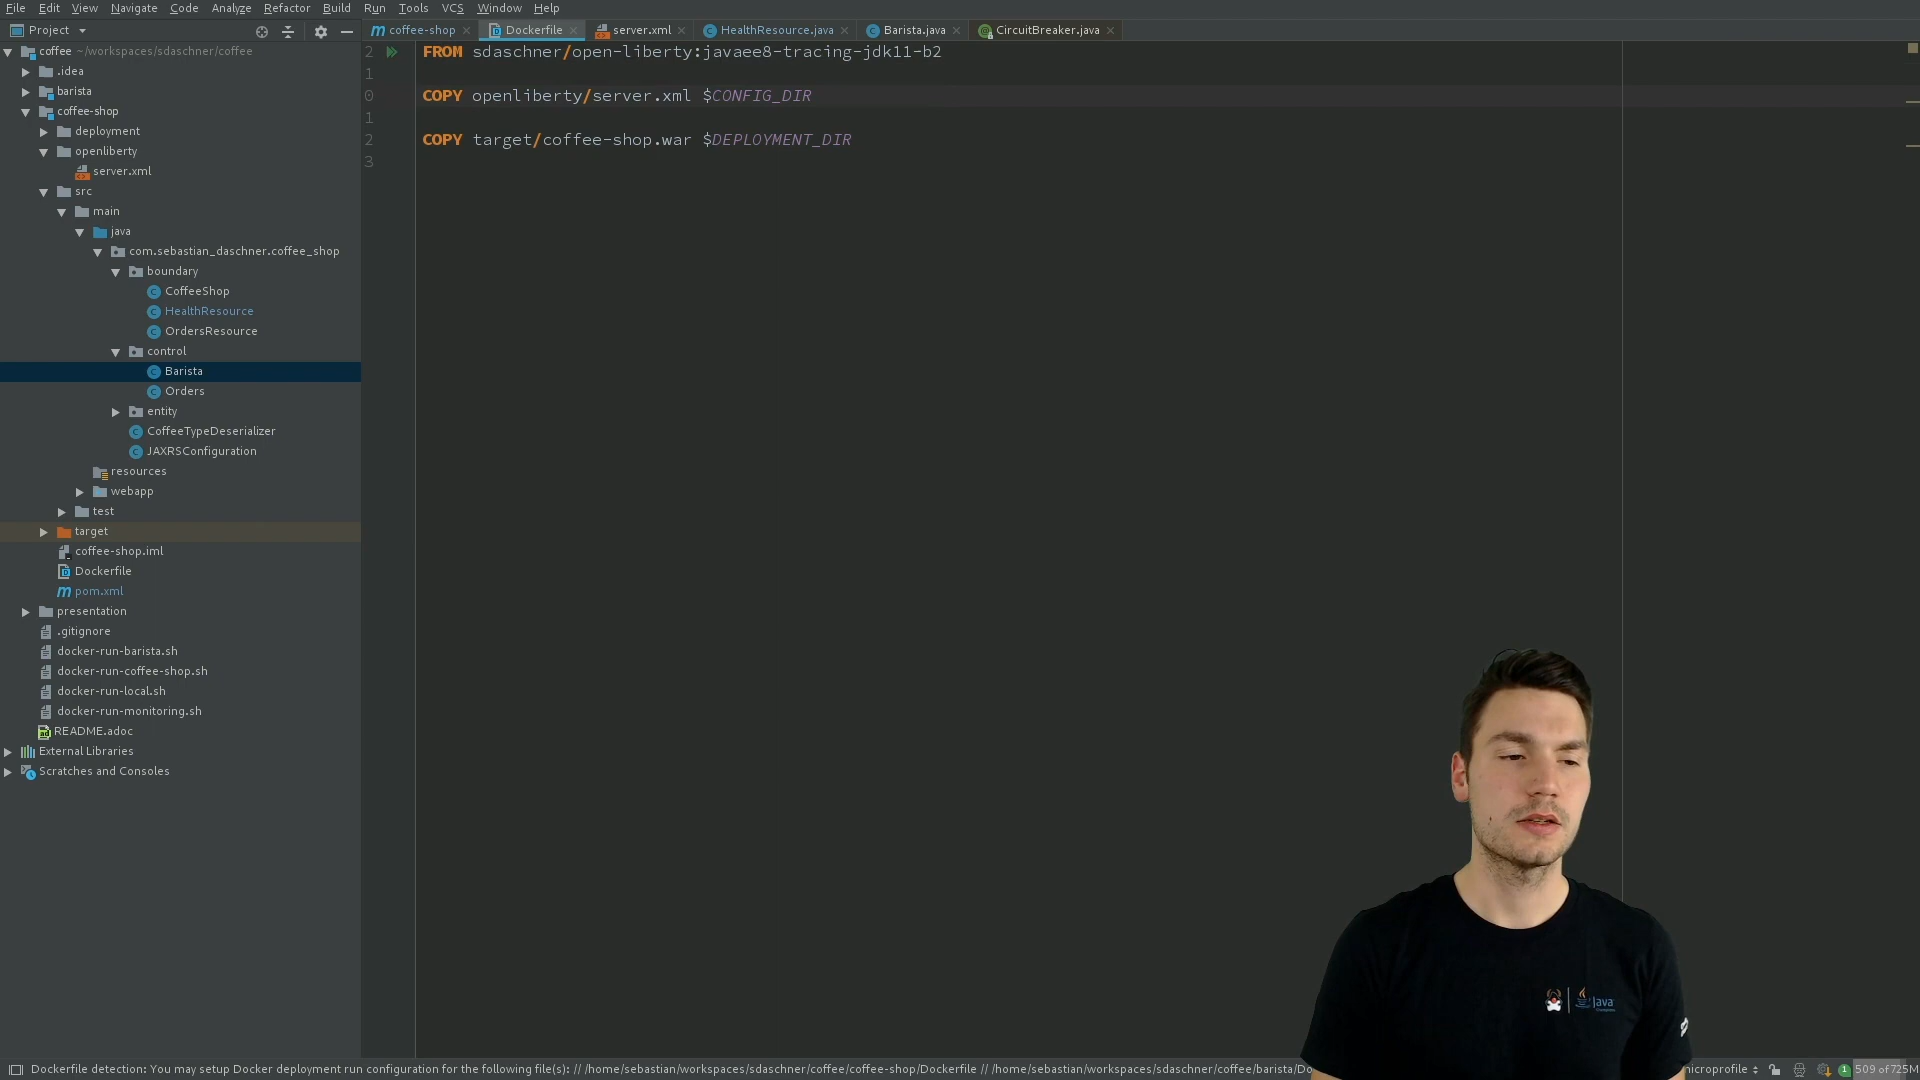 File Edit View Navigate Code Analyze Refactor Build Run Tools VCS Window Help
Project
coffee-shop Dockerfile server.xml HealthResource.java Barista.java CircuitBreaker.java
coffee ~/workspaces/sdaschner/coffee
.idea
barista
coffee-shop
deployment
openliberty
server.xml
src
main
java
com.sebastian_daschner.coffee_shop
boundary
CoffeeShop
HealthResource
OrdersResource
control
Barista
Orders
entity
CoffeeTypeDeserializer
JAXRSConfiguration
resources
webapp
test
target
coffee-shop.iml
Dockerfile
pom.xml
presentation
.gitignore
docker-run-barista.sh
docker-run-coffee-shop.sh
docker-run-local.sh
docker-run-monitoring.sh
README.adoc
External Libraries
Scratches and Consoles
2 FROM sdaschner/open-liberty:javaee8-tracing-jdk11-b2
1
0 COPY openliberty/server.xml $CONFIG_DIR
1
2 COPY target/coffee-shop.war $DEPLOYMENT_DIR
3
java
Dockerfile detection: You may setup Docker deployment run configuration for the following file(s): // /home/sebastian/workspaces/sdaschner/coffee/coffee-shop/Dockerfile // /home/sebastian/workspaces/sdaschner/coffee/barista/Do
microprofile 1 509 of 725M